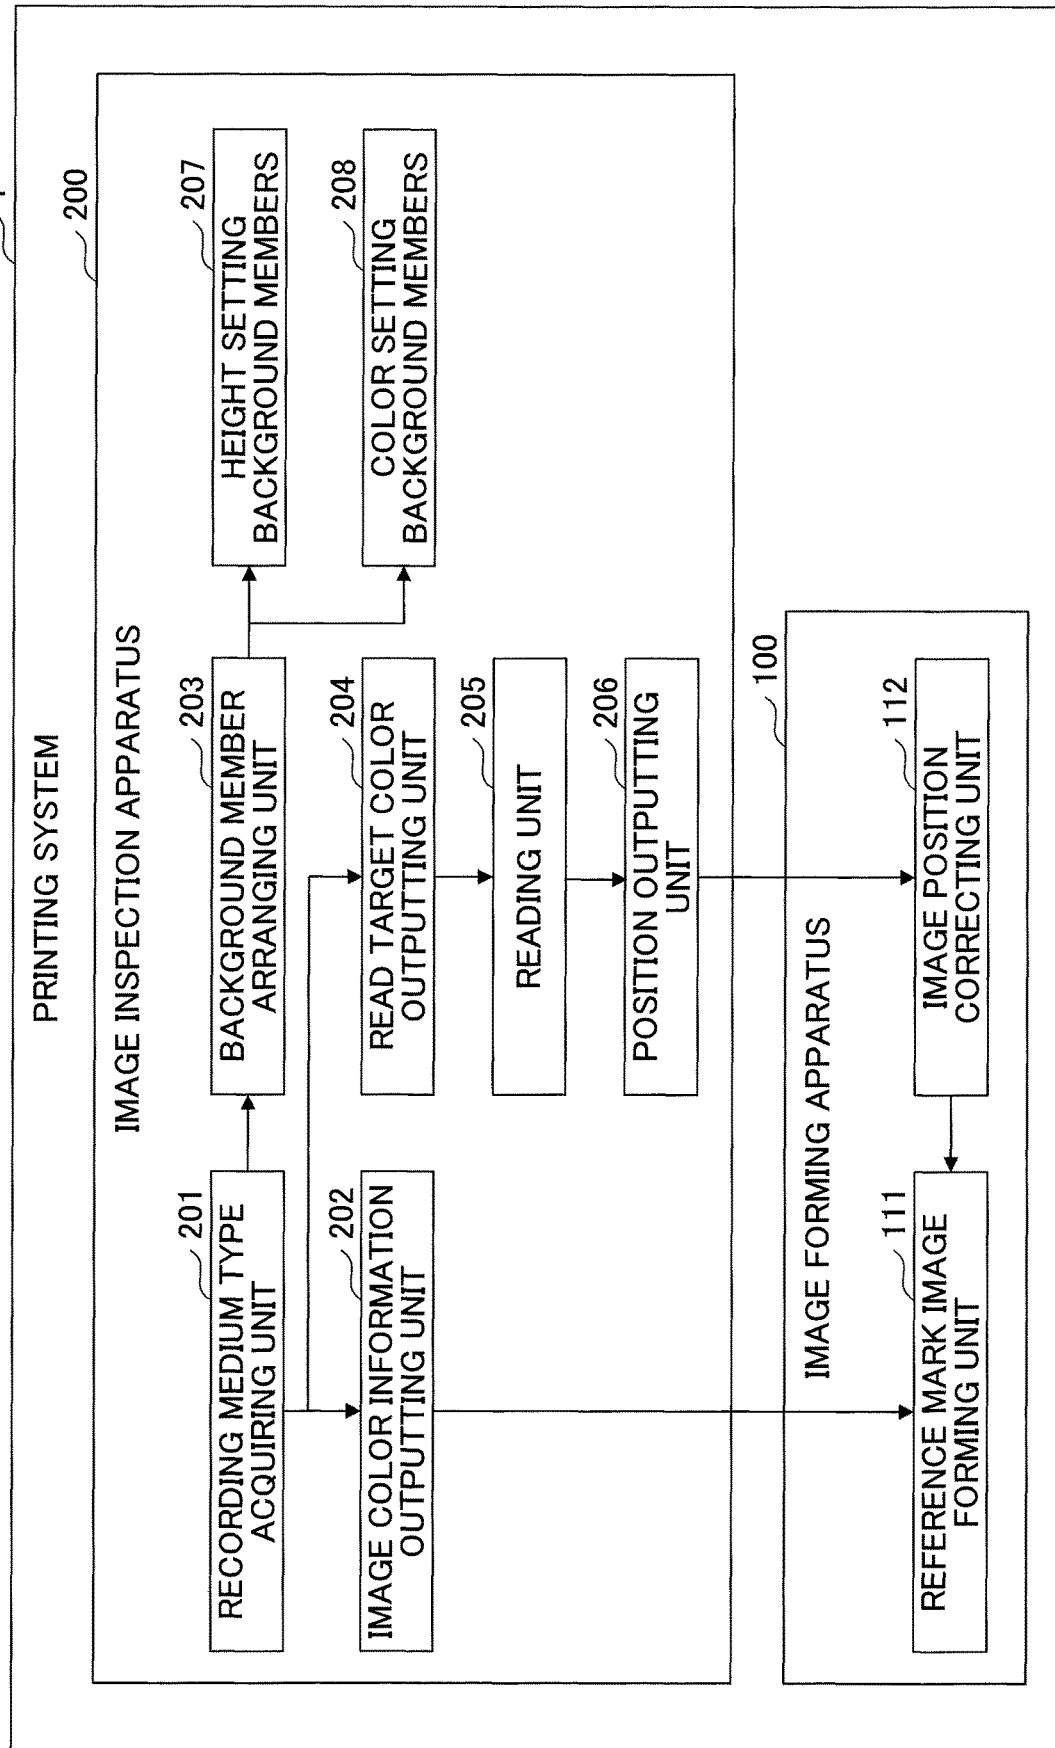 PRINTING SYSTEM
200
IMAGE INSPECTION APPARATUS
201
RECORDING MEDIUM TYPE
ACQUIRING UNIT
203
BACKGROUND MEMBER
ARRANGING UNIT
207
HEIGHT SETTING
BACKGROUND MEMBERS
202
IMAGE COLOR INFORMATION
OUTPUTTING UNIT
204
READ TARGET COLOR
OUTPUTTING UNIT
208
COLOR SETTING
BACKGROUND MEMBERS
205
READING UNIT
206
POSITION OUTPUTTING
UNIT
100
IMAGE FORMING APPARATUS
111
REFERENCE MARK IMAGE
FORMING UNIT
112
IMAGE POSITION
CORRECTING UNIT